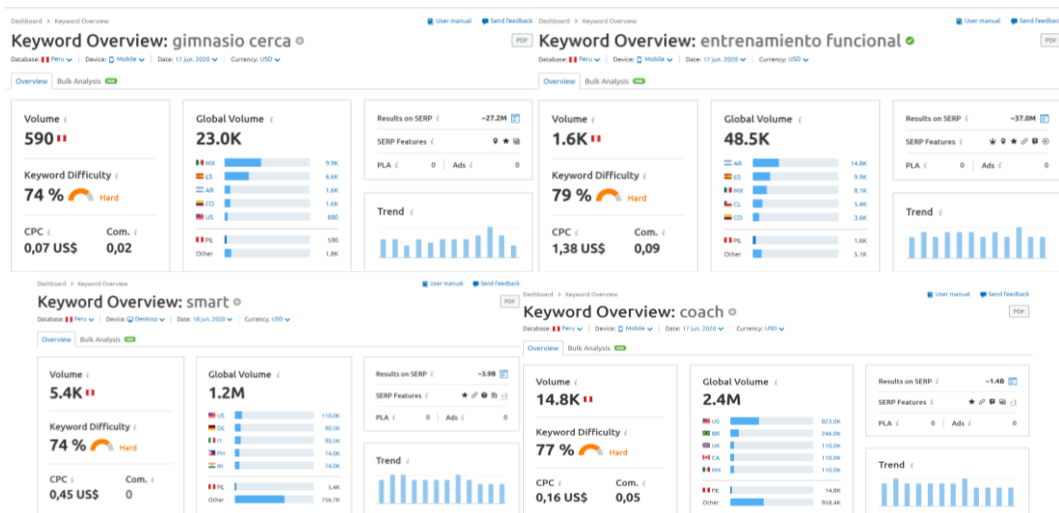 Dashboard > Keyword Overview
User manual Send feedback
Keyword Overview: gimnasio cerca
PDF
Database: Peru Device: Mobile Date: 17 jun. 2020 Currency: USD
Overview Bulk Analysis
Volume i
590
Keyword Difficulty i
74 % Hard
CPC i Com. i
0,07 US$ 0,02
Global Volume i
23.0K
MX 9.9K
ES 6.6K
AR 1.6K
CO 1.6K
US 880
PE 590
Other 1.8K
Results on SERP i ~27.2M
SERP Features i
PLA i 0 Ads i 0
Trend i
Dashboard > Keyword Overview
User manual Send feedback
Keyword Overview: entrenamiento funcional
PDF
Database: Peru Device: Mobile Date: 17 jun. 2020 Currency: USD
Overview Bulk Analysis
Volume i
1.6K
Keyword Difficulty i
79 % Hard
CPC i Com. i
1,38 US$ 0,09
Global Volume i
48.5K
AR 14.8K
ES 9.9K
MX 8.1K
CL 5.4K
CO 3.6K
PE 1.6K
Other 5.1K
Results on SERP i ~37.0M
SERP Features i
PLA i 0 Ads i 0
Trend i
Dashboard > Keyword Overview
User manual Send feedback
Keyword Overview: smart
PDF
Database: Peru Device: Desktop Date: 18 jun. 2020 Currency: USD
Overview Bulk Analysis
Volume i
5.4K
Keyword Difficulty i
74 % Hard
CPC i Com. i
0,45 US$ 0
Global Volume i
1.2M
US 110.0K
DE 90.5K
IT 90.5K
PH 74.0K
IN 74.0K
PE 5.4K
Other 756.7K
Results on SERP i ~3.9B
SERP Features i +3
PLA i 0 Ads i 0
Trend i
Dashboard > Keyword Overview
User manual Send feedback
Keyword Overview: coach
PDF
Database: Peru Device: Mobile Date: 17 jun. 2020 Currency: USD
Overview Bulk Analysis
Volume i
14.8K
Keyword Difficulty i
77 % Hard
CPC i Com. i
0,16 US$ 0,05
Global Volume i
2.4M
US 823.0K
BR 246.0K
UK 110.0K
CA 110.0K
MX 110.0K
PE 14.8K
Other 958.4K
Results on SERP i ~1.4B
SERP Features i +3
PLA i 0 Ads i 0
Trend i